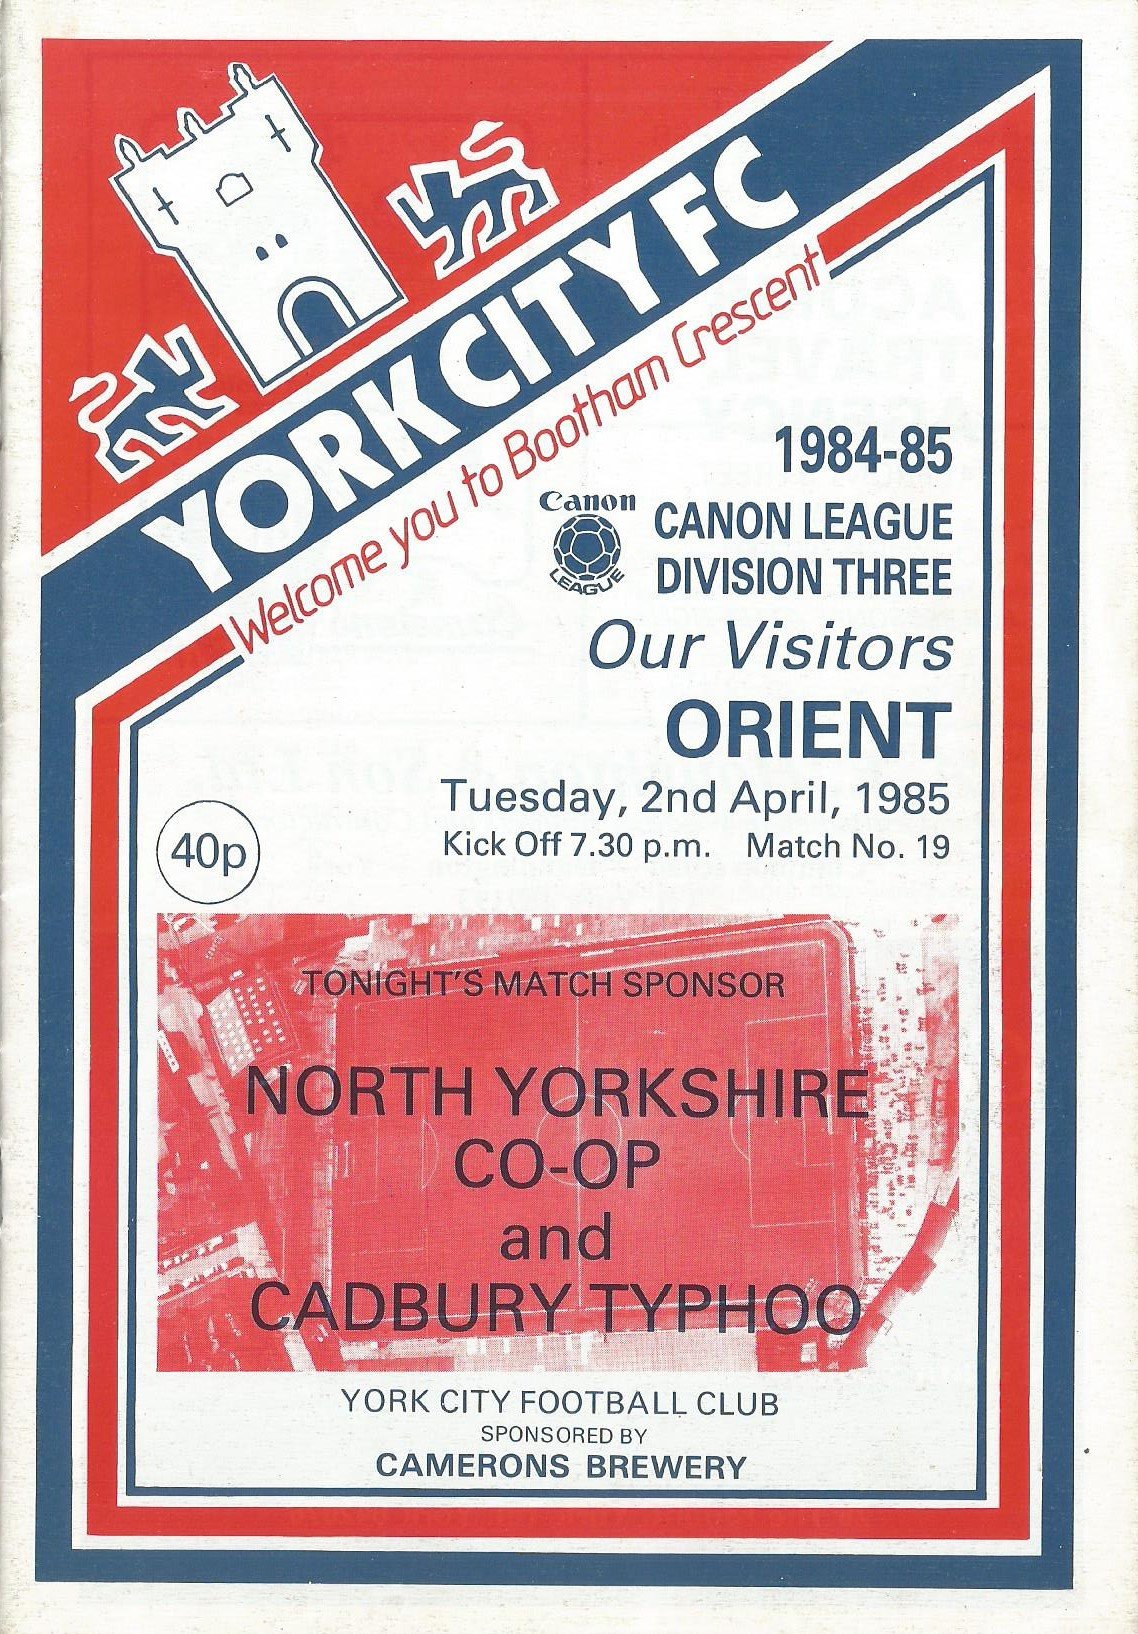 YORK CITY FC
Welcome you to Bootham Crescent
1984-85
Canon
LEAGUE
CANON LEAGUE
DIVISION THREE
Our Visitors
ORIENT
Tuesday, 2nd April, 1985
Kick Off 7.30 p.m. Match No. 19
40p
TONIGHT'S MATCH SPONSOR
NORTH YORKSHIRE
CO-OP
and
CADBURY TYPHOO
YORK CITY FOOTBALL CLUB
SPONSORED BY
CAMERONS BREWERY